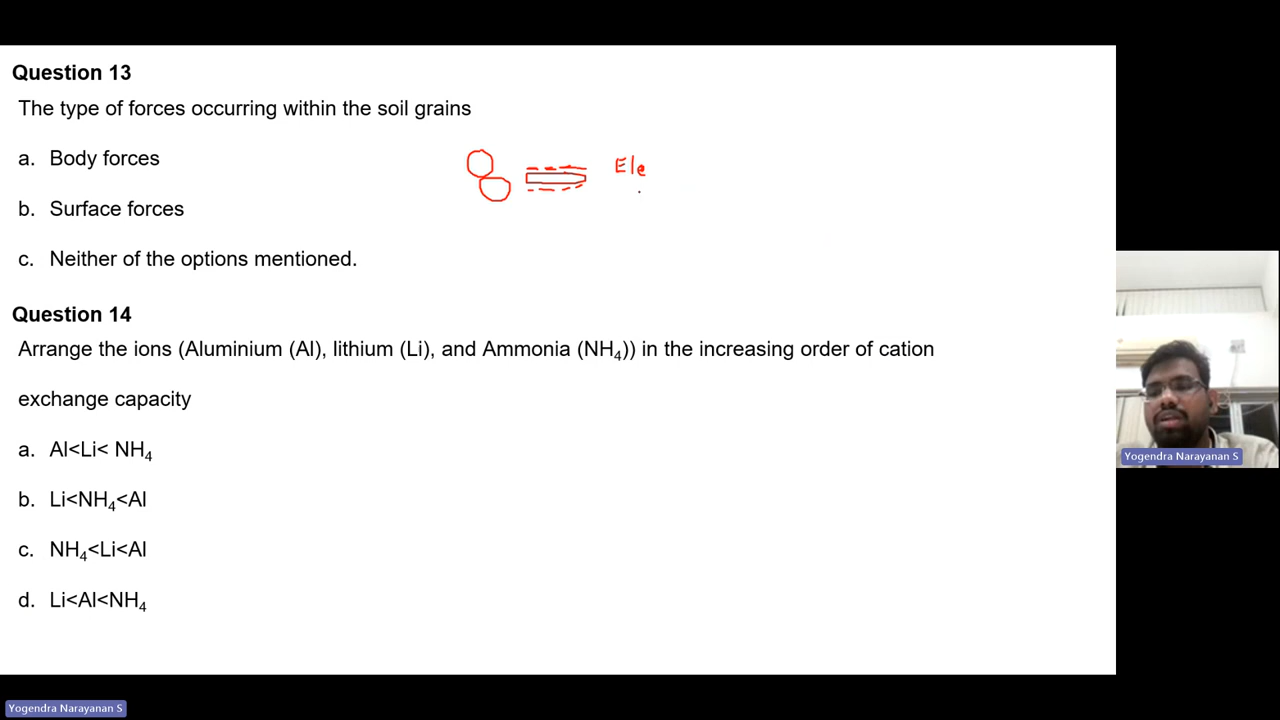 Question 13
The type of forces occurring within the soil grains
a. Body forces
Ele
b. Surface forces
c. Neither of the options mentioned.
Question 14
Arrange the ions (Aluminium (Al), lithium (Li), and Ammonia (NH₄)) in the increasing order of cation
exchange capacity
a. Al<Li< NH₄
b. Li<NH₄<Al
c. NH₄<Li<Al
d. Li<Al<NH₄
Yogendra Narayanan S
Yogendra Narayanan S